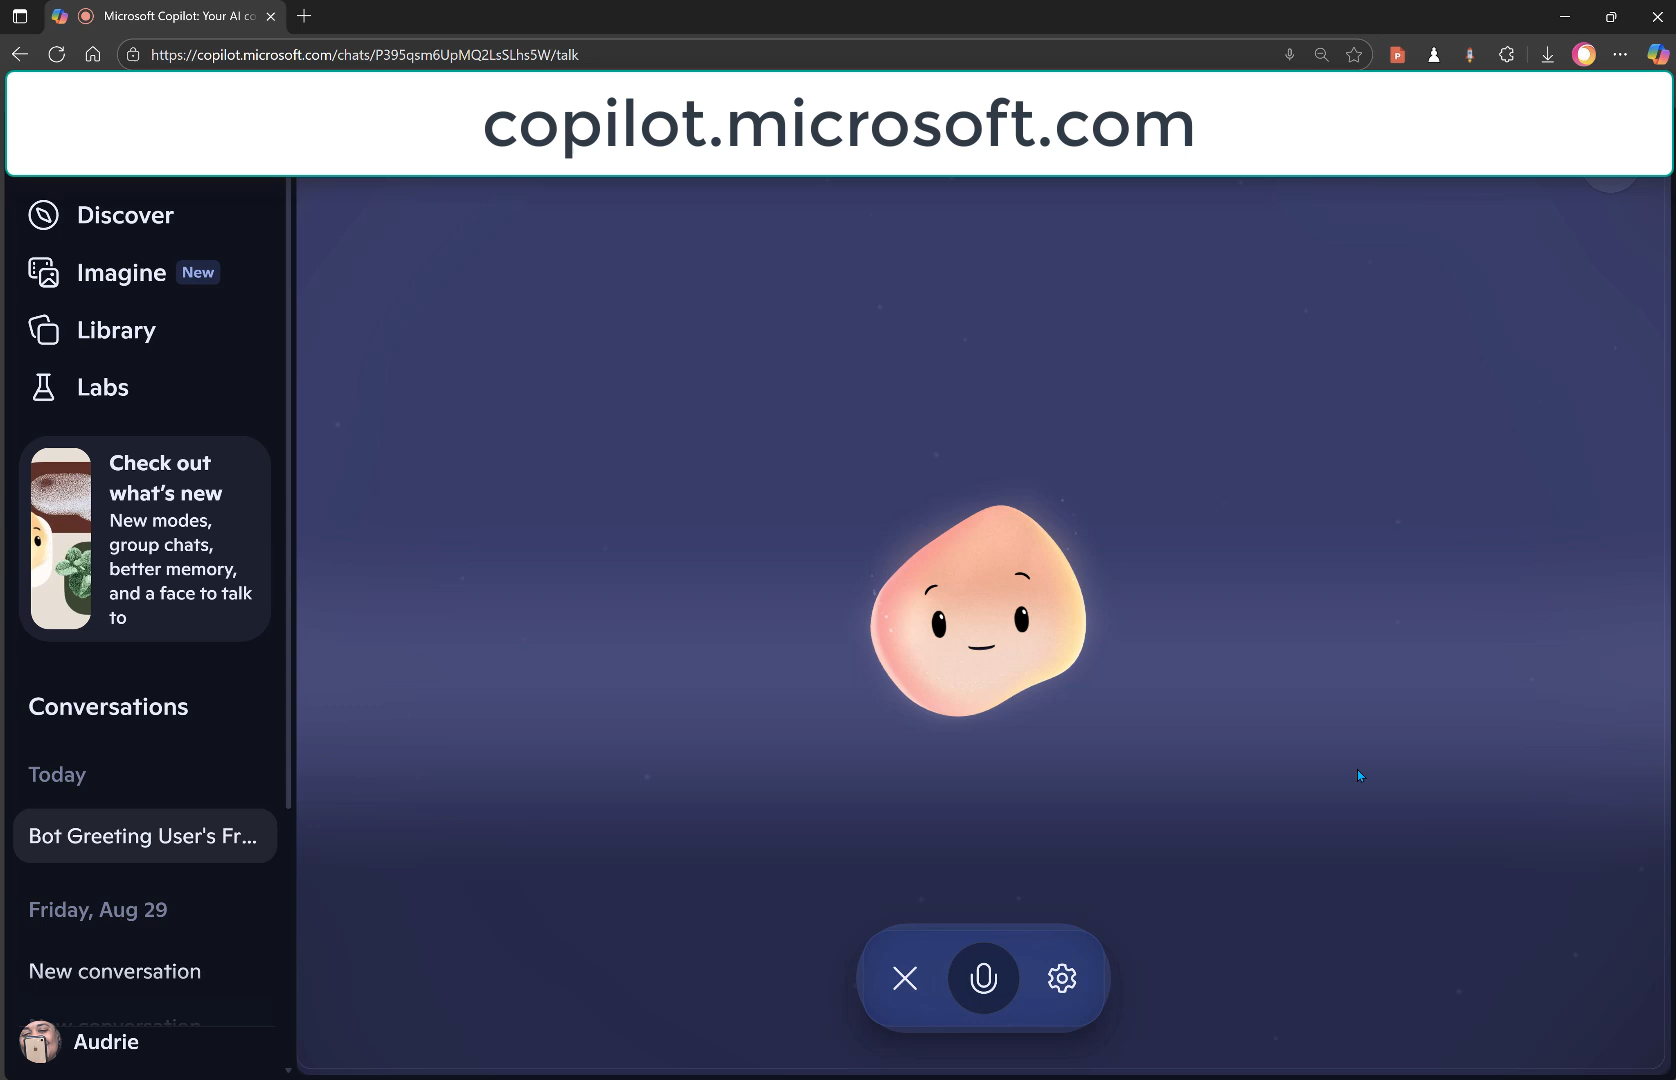 Microsoft Copilot: Your AI co
https://copilot.microsoft.com/chats/P395qsm6UpMQ2LsSLhs5W/talk
copilot.microsoft.com
Discover
Imagine New
Library
Labs
Check out
what's new
New modes,
group chats,
better memory,
and a face to talk
to
Conversations
Today
Bot Greeting User's Fr...
Friday, Aug 29
New conversation
New conversation
Audrie